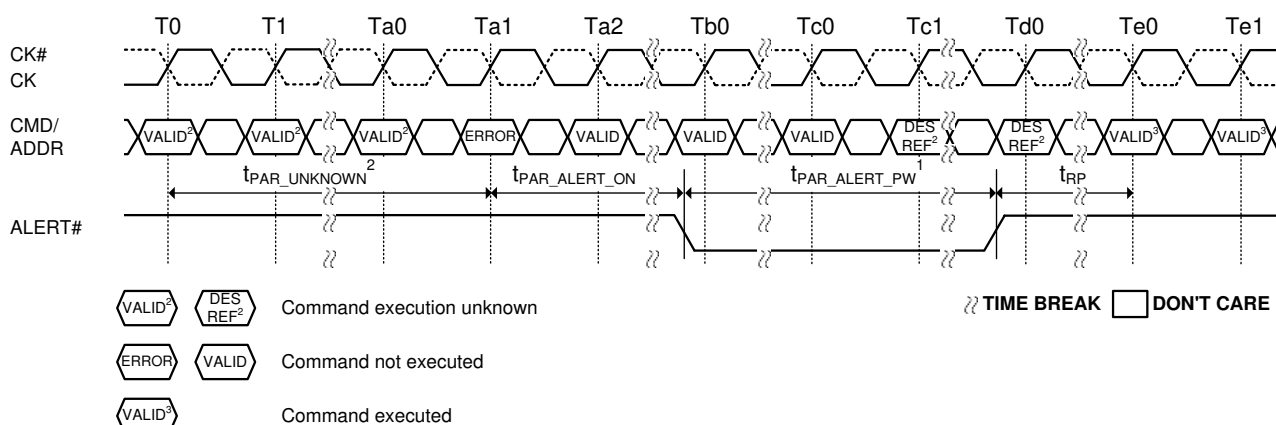 T0 T1 Ta0 Ta1 Ta2 Tb0 Tc0 Tc1 Td0 Te0 Te1
CK#
CK
CMD/
ADDR
VALID² VALID² VALID² ERROR VALID VALID VALID DES REF² DES REF² VALID³ VALID³
tPAR_UNKNOWN² tPAR_ALERT_ON tPAR_ALERT_PW¹ tRP
ALERT#
VALID² DES REF² Command execution unknown
TIME BREAK DON'T CARE
ERROR VALID Command not executed
VALID³ Command executed